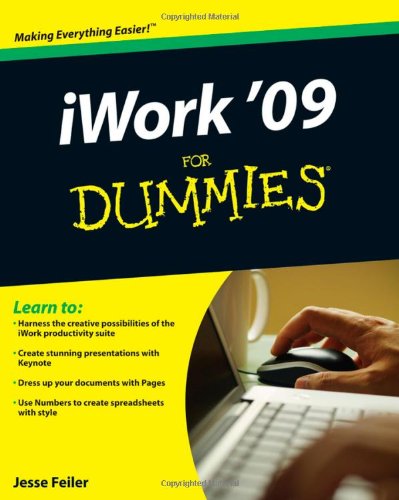 Making Everything Easier!™
iWork ’09
FOR
DUMMIES®
Learn to:
• Harness the creative possibilities of the
iWork productivity suite
• Create stunning presentations with
Keynote
• Dress up your documents with Pages
• Use Numbers to create spreadsheets
with style
Jesse Feiler